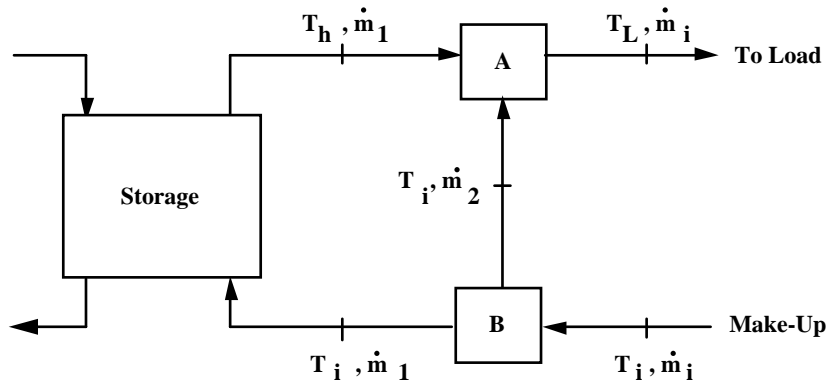 T_h , ṁ_1
T_L , ṁ_i
A
To Load
Storage
T_i , ṁ_2
B
Make-Up
T_i , ṁ_1
T_i , ṁ_i